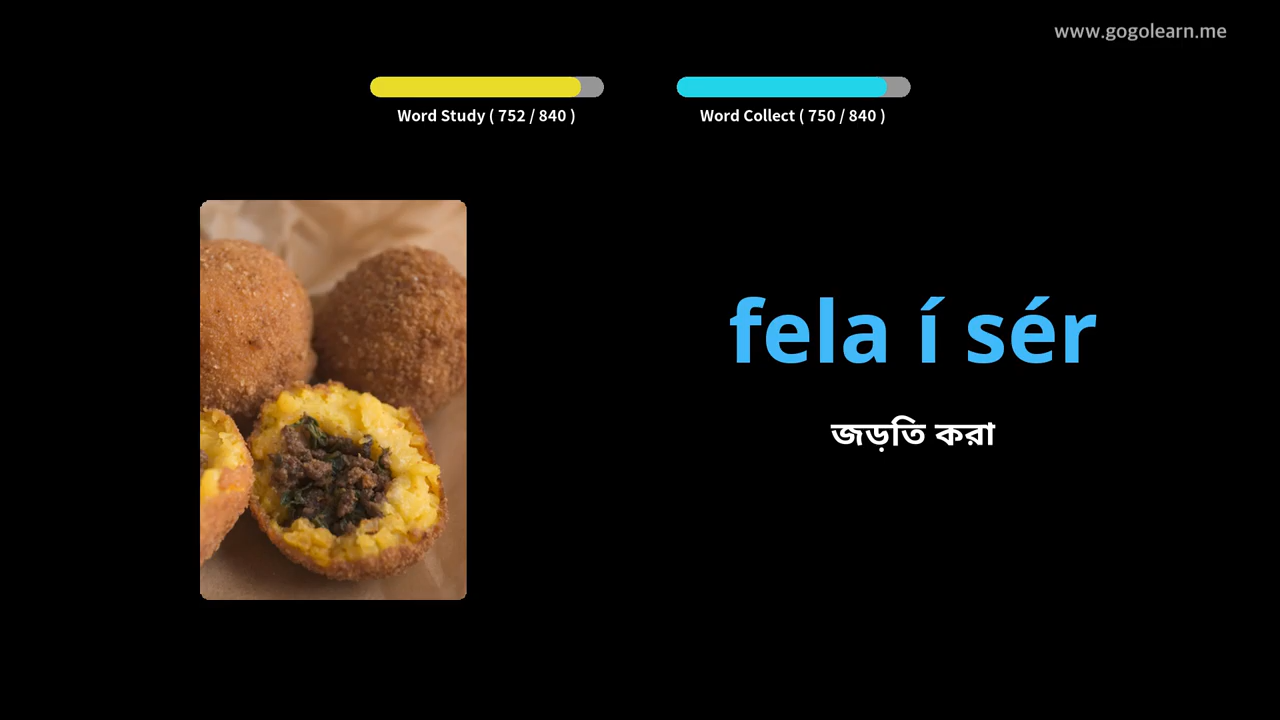 www.gogolearn.me
Word Study ( 752 / 840 )
Word Collect ( 750 / 840 )
fela í sér
জড়তি করা